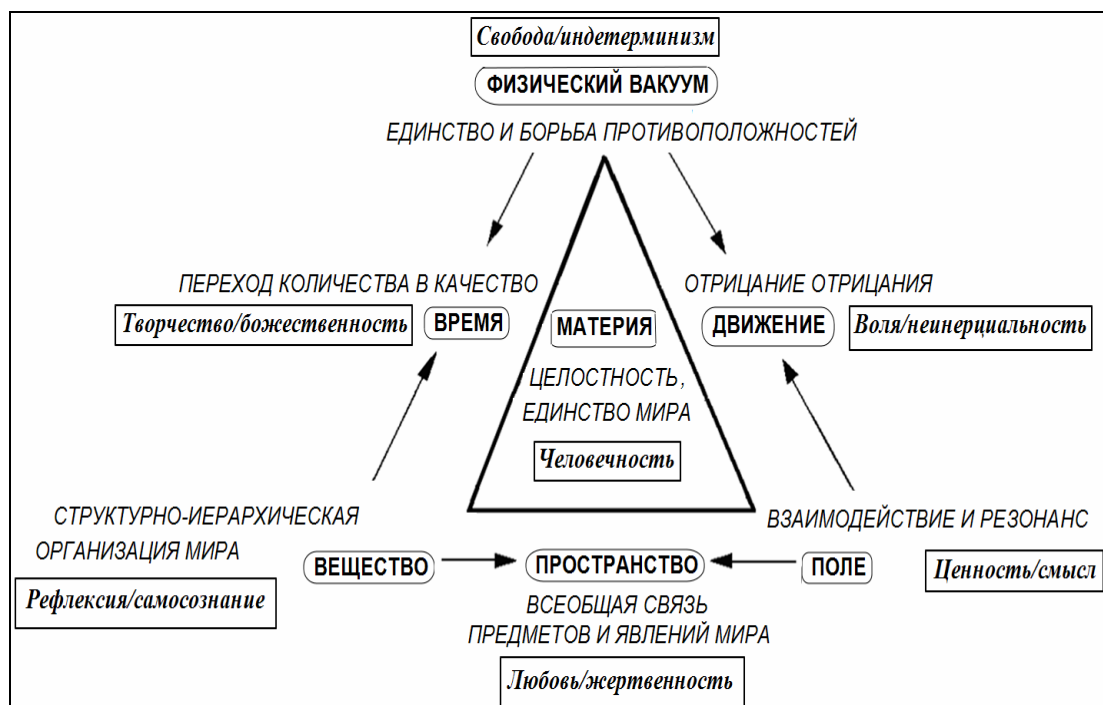 Свобода/индетерминизм
ФИЗИЧЕСКИЙ ВАКУУМ
ЕДИНСТВО И БОРЬБА ПРОТИВОПОЛОЖНОСТЕЙ
ПЕРЕХОД КОЛИЧЕСТВА В КАЧЕСТВО
Творчество/божественность
ВРЕМЯ
МАТЕРИЯ
ЦЕЛОСТНОСТЬ,
ЕДИНСТВО МИРА
Человечность
ОТРИЦАНИЕ ОТРИЦАНИЯ
ДВИЖЕНИЕ
Воля/неинерциальность
СТРУКТУРНО-ИЕРАРХИЧЕСКАЯ
ОРГАНИЗАЦИЯ МИРА
ВЕЩЕСТВО
Рефлексия/самосознание
ПРОСТРАНСТВО
ВСЕОБЩАЯ СВЯЗЬ
ПРЕДМЕТОВ И ЯВЛЕНИЙ МИРА
Любовь/жертвенность
ВЗАИМОДЕЙСТВИЕ И РЕЗОНАНС
ПОЛЕ
Ценность/смысл